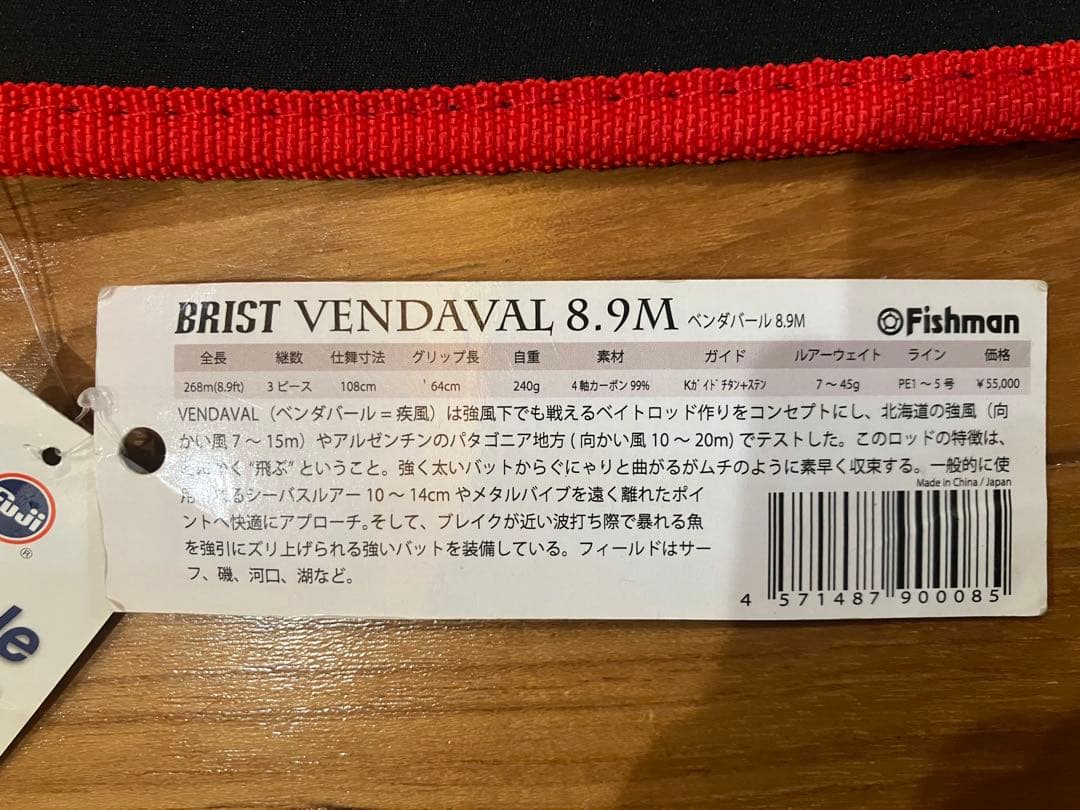 BRIST VENDAVAL 8.9M ベンダバール 8.9M
Fishman
全長 継数 仕舞寸法 グリップ長 自重 素材 ガイド ルアーウェイト ライン 価格
268m(8.9ft) 3 ピース 108cm ' 64cm 240g 4 軸カーボン 99% Kガイドチタン+ステン 7 〜 45g PE1 〜 5 号 ¥55,000
VENDAVAL（ベンダバール = 疾風）は強風下でも戦えるベイトロッド作りをコンセプトにし、北海道の強風（向
かい風 7 〜 15m）やアルゼンチンのパタゴニア地方 ( 向かい風 10 〜 20m) でテストした。このロッドの特徴は、
"飛ぶ" ということ。強く太いバットからぐにゃりと曲がるがムチのように素早く収束する。一般的に使
Made in China / Japan
用 るシーバスルアー 10 〜 14cm やメタルバイブを遠く離れたポイ
ントへ快適にアプローチ。そして、ブレイクが近い波打ち際で暴れる魚
を強引にズリ上げられる強いバットを装備している。フィールドはサー
フ、磯、河口、湖など。
4 571487 900085
Fuji
®
le